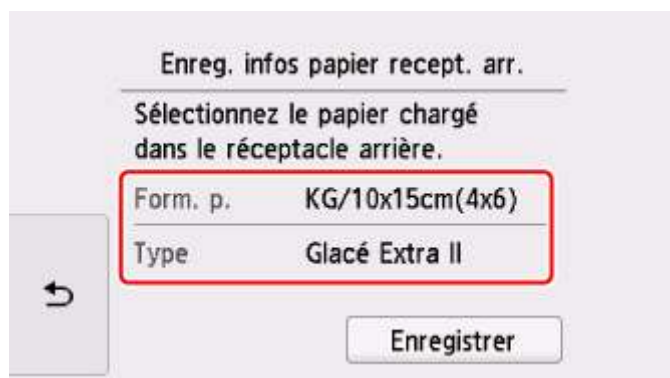 Enreg. infos papier recept. arr.
Sélectionnez le papier chargé
dans le réceptacle arrière.
Form. p. KG/10x15cm(4x6)
Type Glacé Extra II
Enregistrer